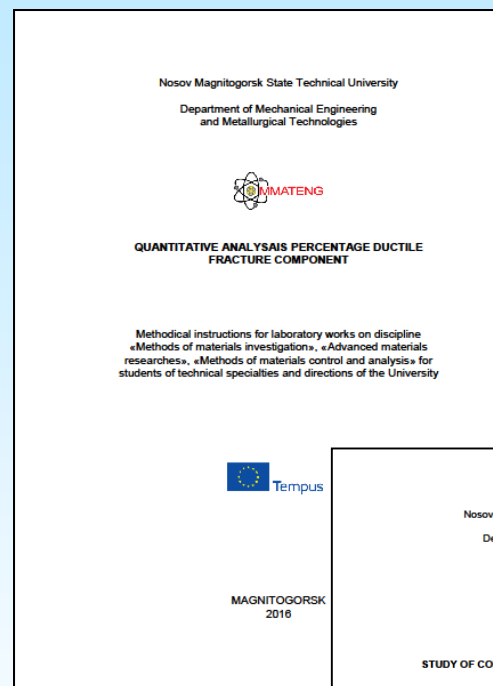 Nosov Magnitogorsk State Technical University
Department of Mechanical Engineering
and Metallurgical Technologies
MMATENG
QUANTITATIVE ANALYSAIS PERCENTAGE DUCTILE
FRACTURE COMPONENT
Methodical instructions for laboratory works on discipline
«Methods of materials investigation», «Advanced materials
researches», «Methods of materials control and analysis» for
students of technical specialties and directions of the University
Tempus
MAGNITOGORSK
2016
Nosov
De
STUDY OF CO